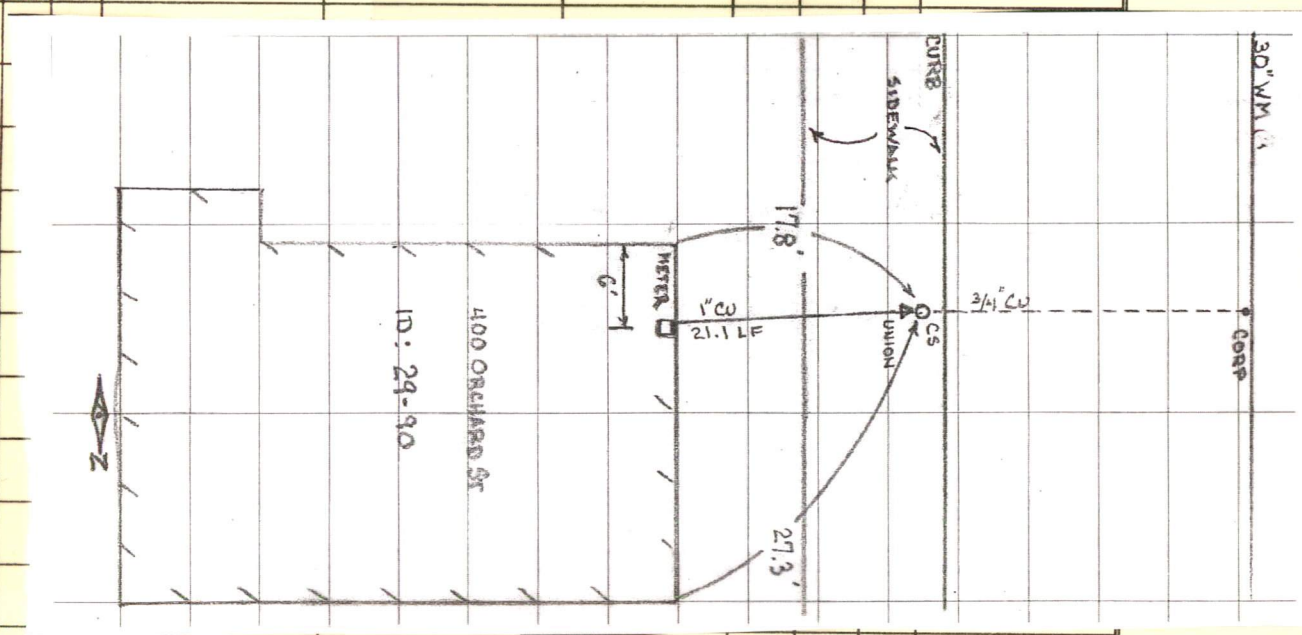 30" WM
CURB
SIDEWALK
17.8'
METER
6'
1" CU
21.1 LF
UNION
CS
3/4" CU
CORP
400 ORCHARD ST
ID: 29-90
27.3'
N